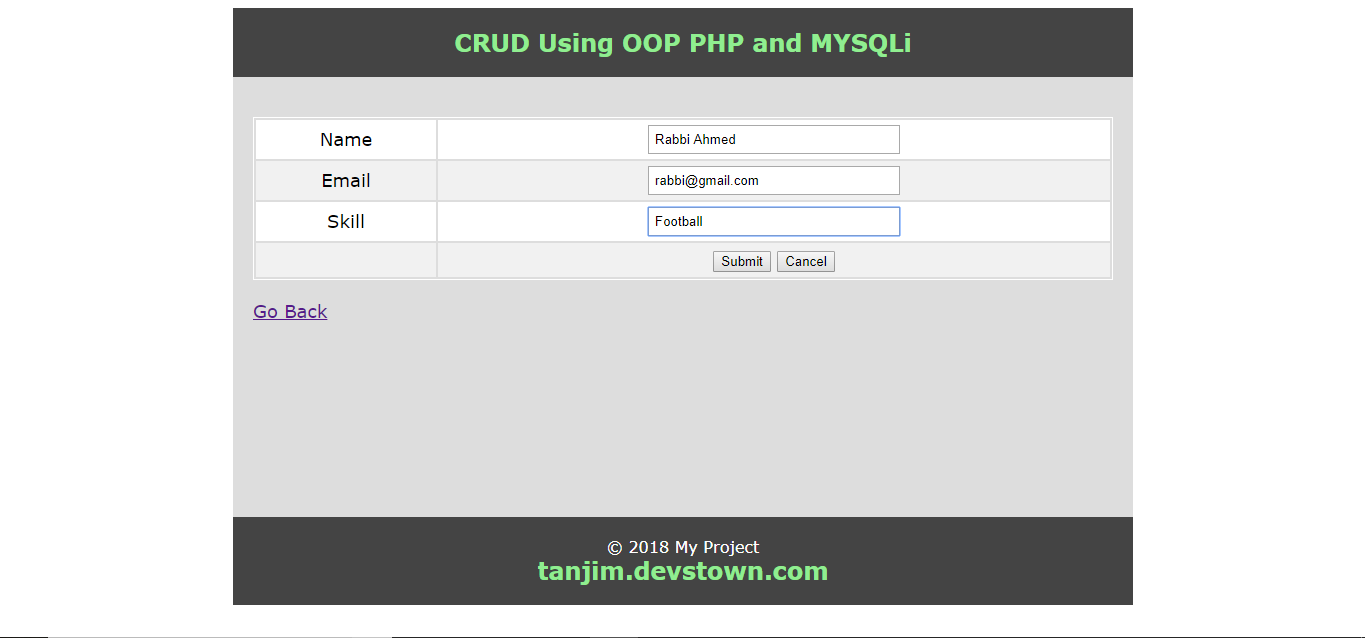 CRUD Using OOP PHP and MYSQLi
Name Rabbi Ahmed
Email rabbi@gmail.com
Skill Football
Submit Cancel
Go Back
© 2018 My Project
tanjim.devstown.com